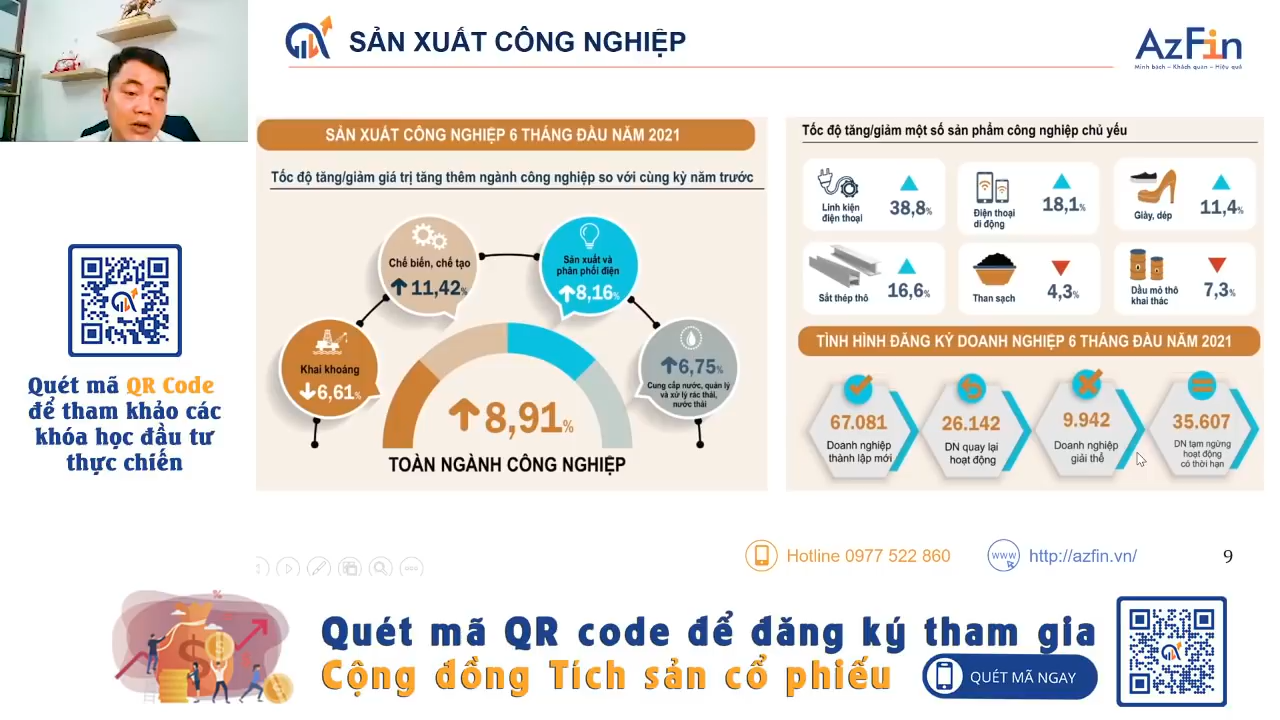 SẢN XUẤT CÔNG NGHIỆP
AzFin
Minh bạch – Khách quan – Hiệu quả
SẢN XUẤT CÔNG NGHIỆP 6 THÁNG ĐẦU NĂM 2021
Tốc độ tăng/giảm giá trị tăng thêm ngành công nghiệp so với cùng kỳ năm trước
Chế biến, chế tạo
11,42%
Sản xuất và
phân phối điện
8,16%
Khai khoáng
6,61%
6,75%
Cung cấp nước, quản lý
và xử lý rác thải,
nước thải
8,91%
TOÀN NGÀNH CÔNG NGHIỆP
Tốc độ tăng/giảm một số sản phẩm công nghiệp chủ yếu
Linh kiện
điện thoại
38,8%
Điện thoại
di động
18,1%
Giày, dép
11,4%
Sắt thép thô
16,6%
Than sạch
4,3%
Dầu mỏ thô
khai thác
7,3%
TÌNH HÌNH ĐĂNG KÝ DOANH NGHIỆP 6 THÁNG ĐẦU NĂM 2021
67.081
Doanh nghiệp
thành lập mới
26.142
DN quay lại
hoạt động
9.942
Doanh nghiệp
giải thể
35.607
DN tạm ngừng
hoạt động
có thời hạn
Quét mã QR Code
để tham khảo các
khóa học đầu tư
thực chiến
Hotline 0977 522 860
www
http://azfin.vn/
9
Quét mã QR code để đăng ký tham gia
Cộng đồng Tích sản cổ phiếu
QUÉT MÃ NGAY